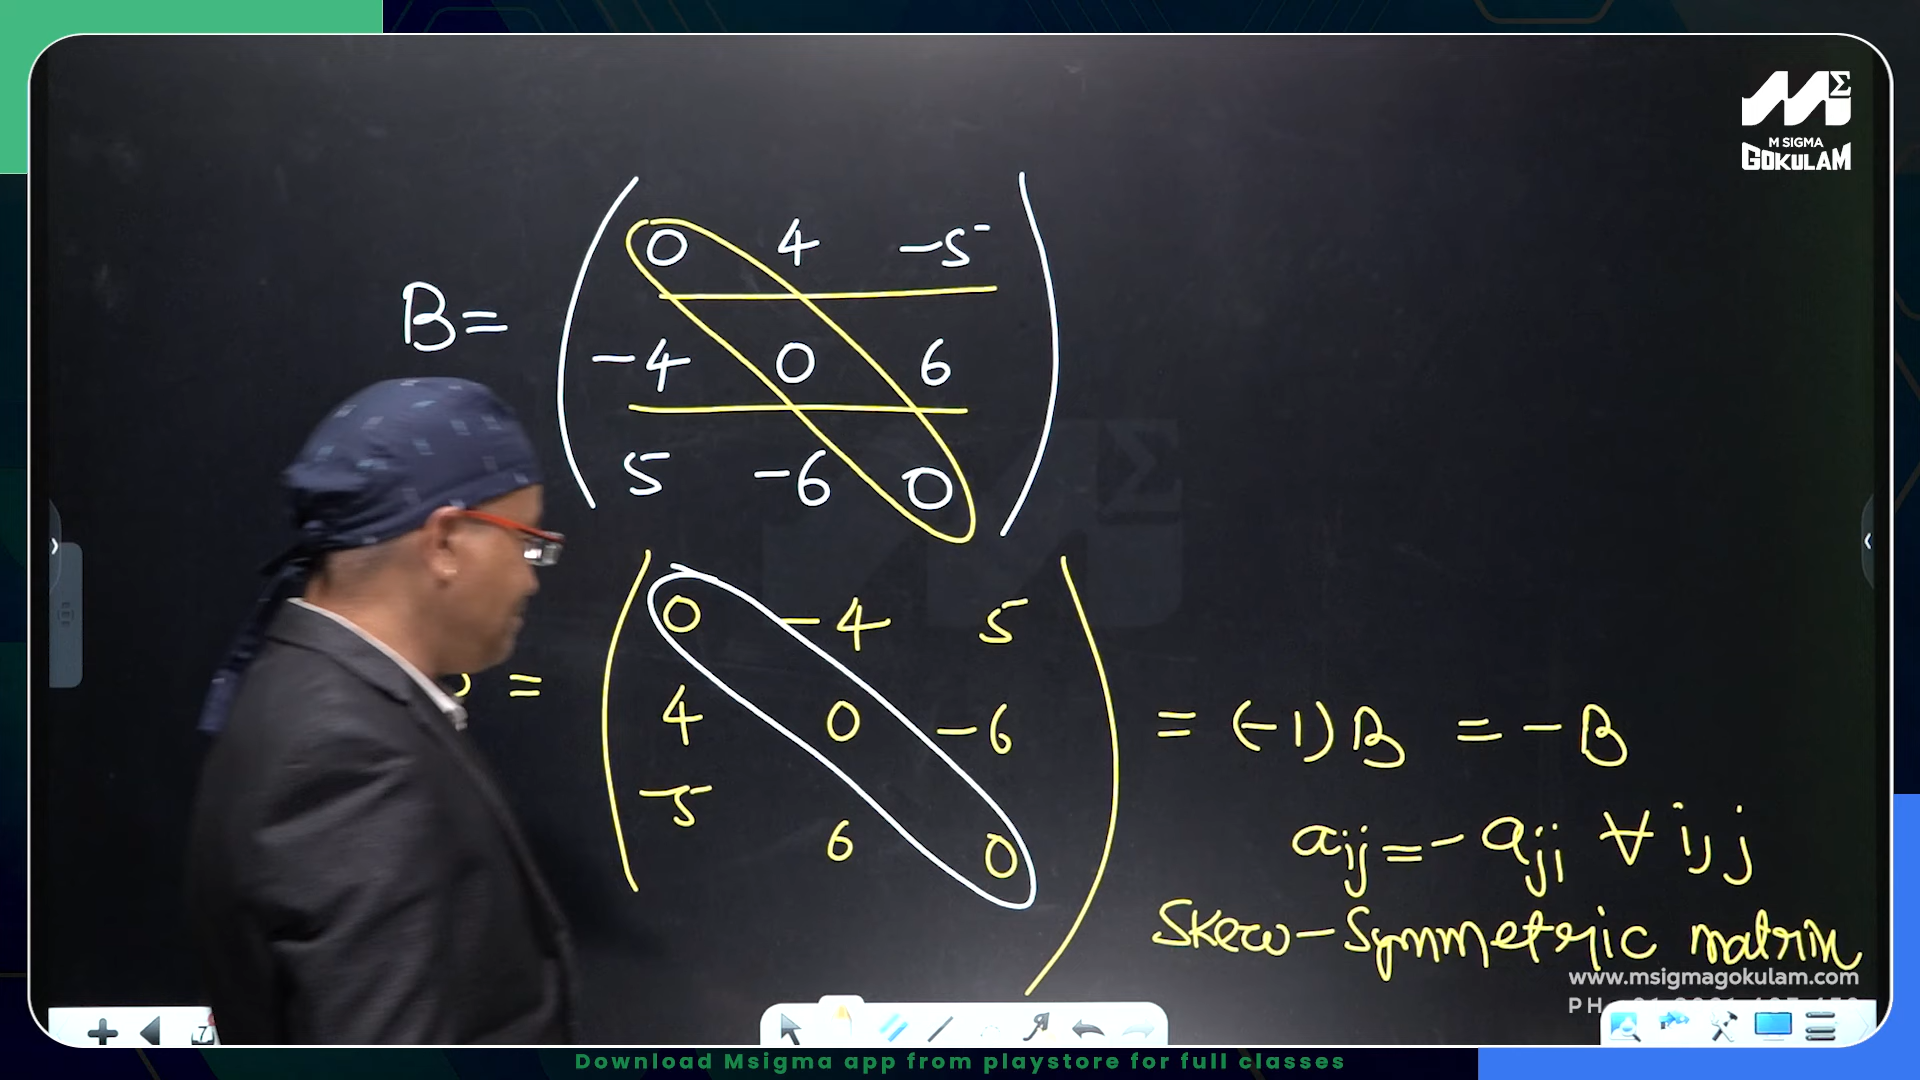 M Σ
M SIGMA
GOKULAM
B = ( 0 4 -5
-4 0 6
5 -6 0 )
= ( 0 -4 5
4 0 -6
-5 6 0 ) = (-1) B = - B
aij = - aji ∀ i, j
Skew-Symmetric matrix
www.msigmagokulam.com
Download Msigma app from playstore for full classes